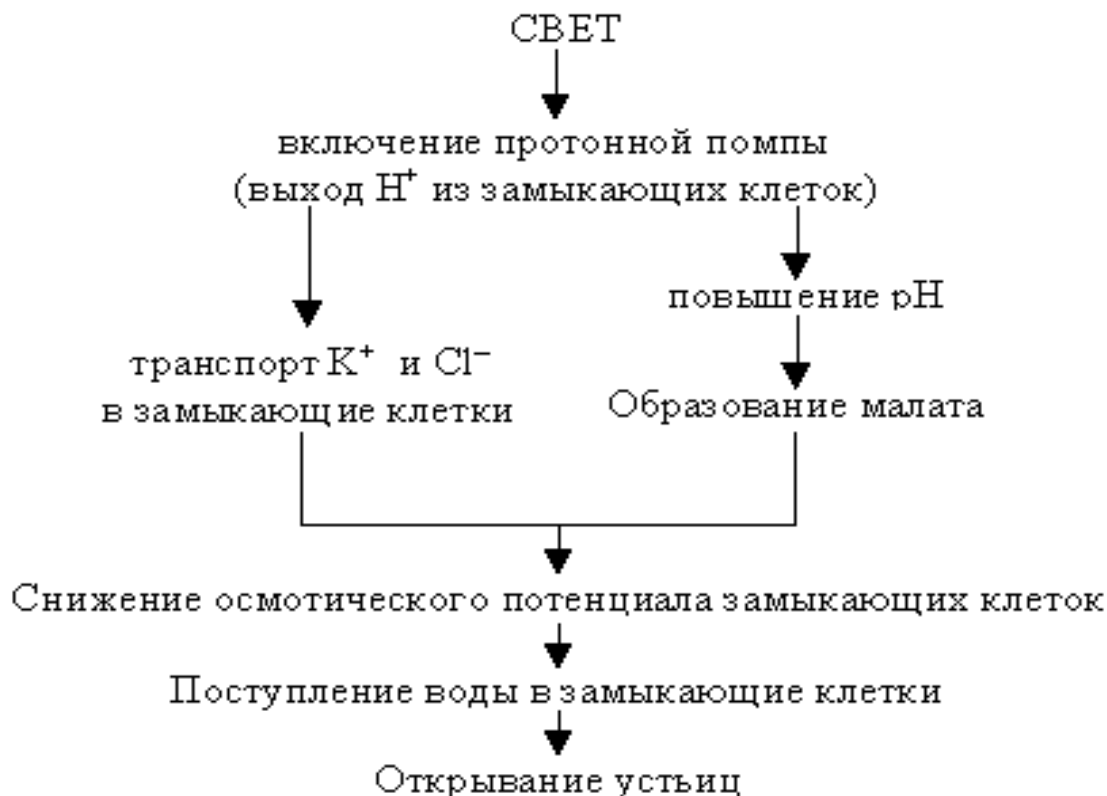 СВЕТ
включение протонной помпы
(выход H⁺ из замыкающих клеток)
повышение pH
транспорт K⁺ и Cl⁻
в замыкающие клетки
Образование малата
Снижение осмотического потенциала замыкающих клеток
Поступление воды в замыкающие клетки
Открывание устьиц